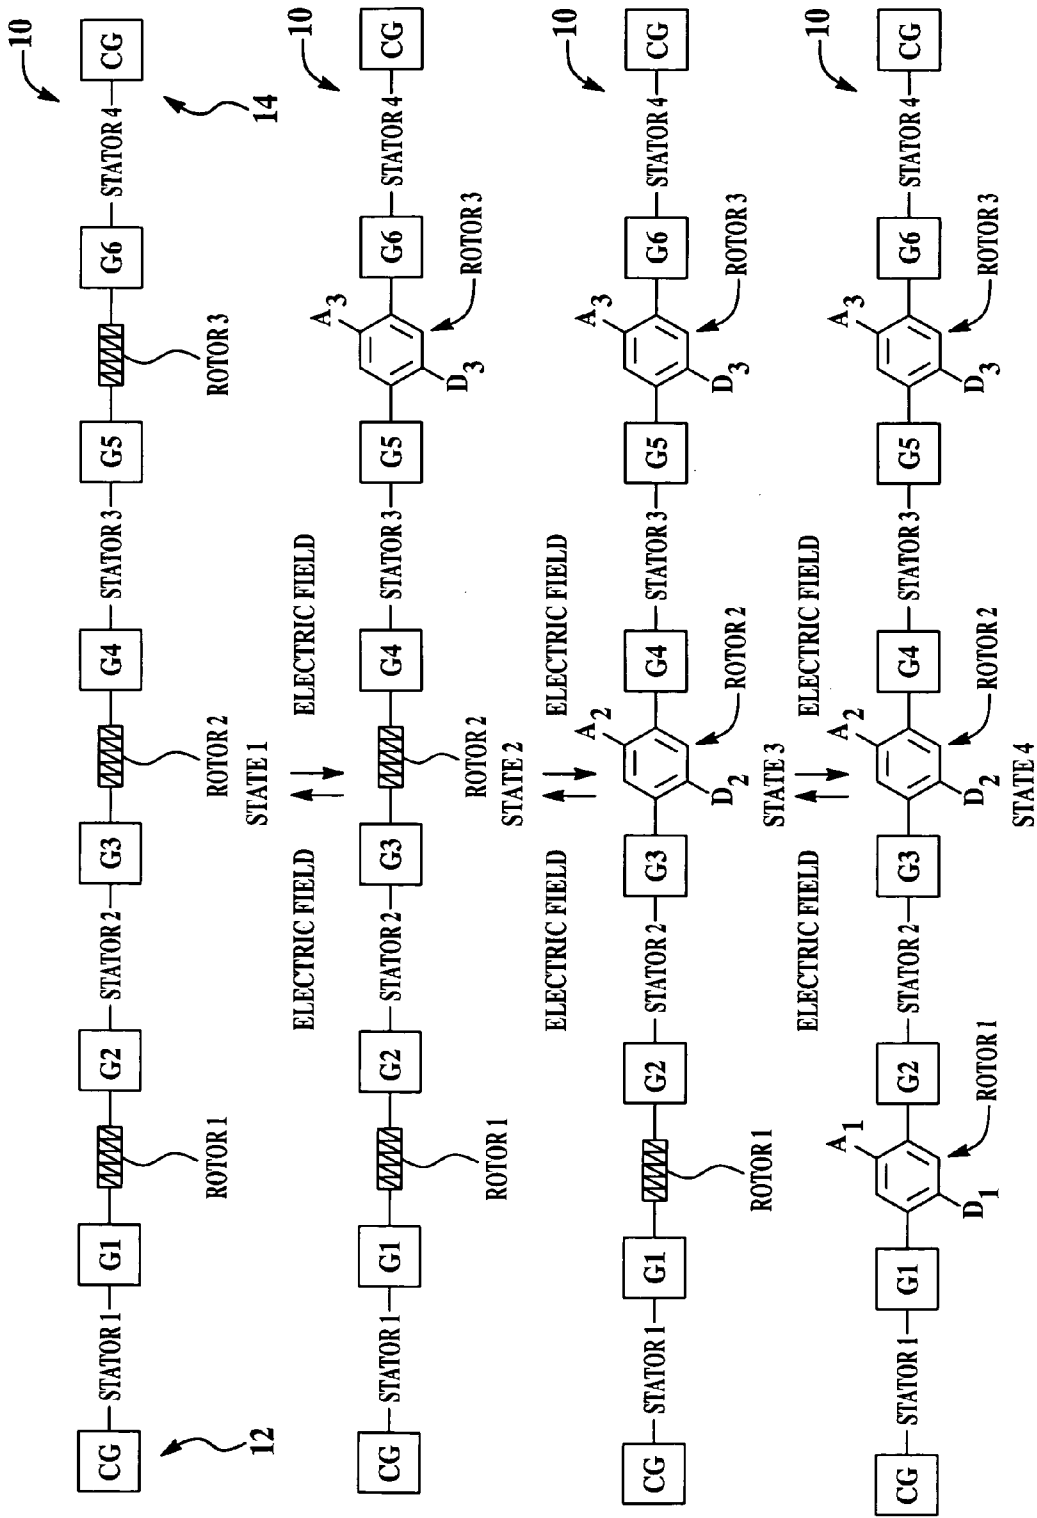 10
CG STATOR 1 G1 G2 STATOR 2 G3 G4 STATOR 3 G5 G6 STATOR 4 CG
12
ROTOR 1
ROTOR 2
ROTOR 3
14
STATE 1
ELECTRIC FIELD
ELECTRIC FIELD
10
A3
CG STATOR 1 G1 G2 STATOR 2 G3 G4 STATOR 3 G5 G6 STATOR 4 CG
D3
ROTOR 1
ROTOR 2
ROTOR 3
STATE 2
ELECTRIC FIELD
ELECTRIC FIELD
10
A2
A3
CG STATOR 1 G1 G2 STATOR 2 G3 G4 STATOR 3 G5 G6 STATOR 4 CG
D2
D3
ROTOR 1
ROTOR 2
ROTOR 3
STATE 3
ELECTRIC FIELD
ELECTRIC FIELD
10
A1
A2
A3
CG STATOR 1 G1 G2 STATOR 2 G3 G4 STATOR 3 G5 G6 STATOR 4 CG
D1
D2
D3
ROTOR 1
ROTOR 2
ROTOR 3
STATE 4